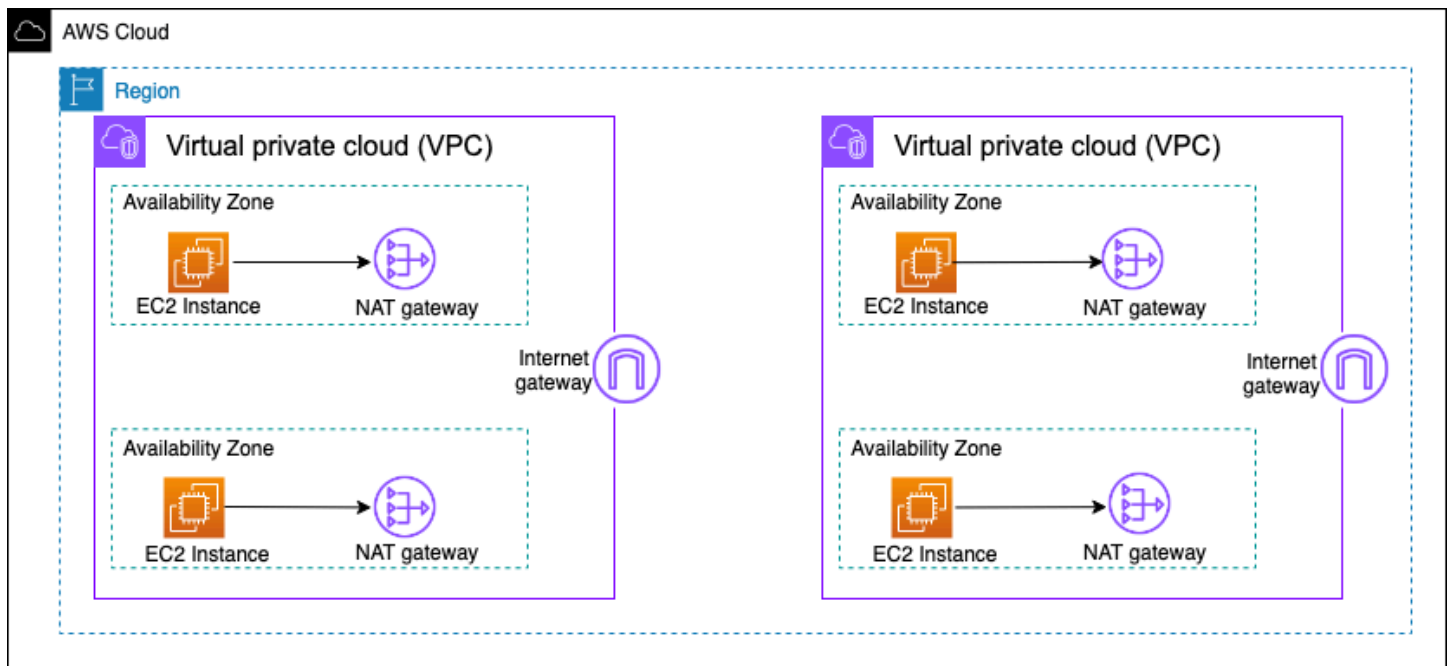 AWS Cloud
Region
Virtual private cloud (VPC)
Availability Zone
EC2 Instance
NAT gateway
Internet
gateway
Availability Zone
EC2 Instance
NAT gateway
Virtual private cloud (VPC)
Availability Zone
EC2 Instance
NAT gateway
Internet
gateway
Availability Zone
EC2 Instance
NAT gateway